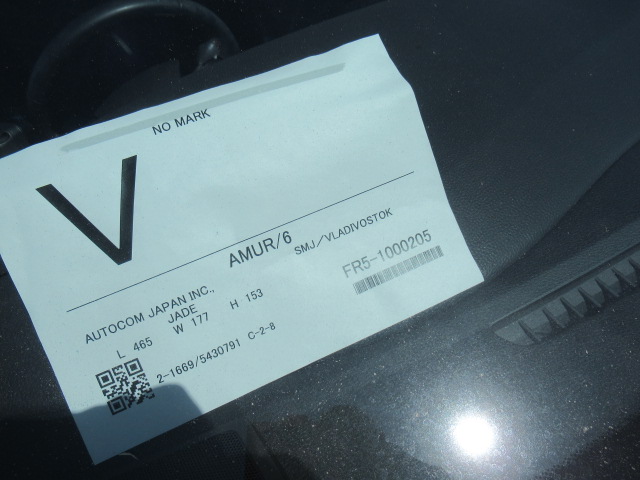 NO MARK
V
AMUR/6
SMJ/VLADIVOSTOK
AUTOCOM JAPAN INC.,
JADE
FR5-1000205
L 465 W 177 H 153
2-1669/5430791 C-2-8